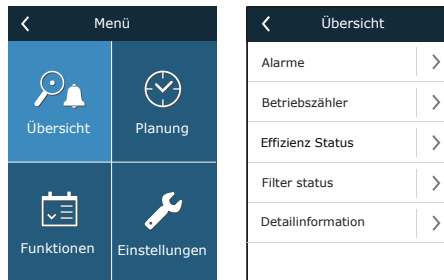 Menü
Übersicht
Planung
Funktionen
Einstellungen
Übersicht
Alarme
Betriebszähler
Effizienz Status
Filter status
Detailinformation